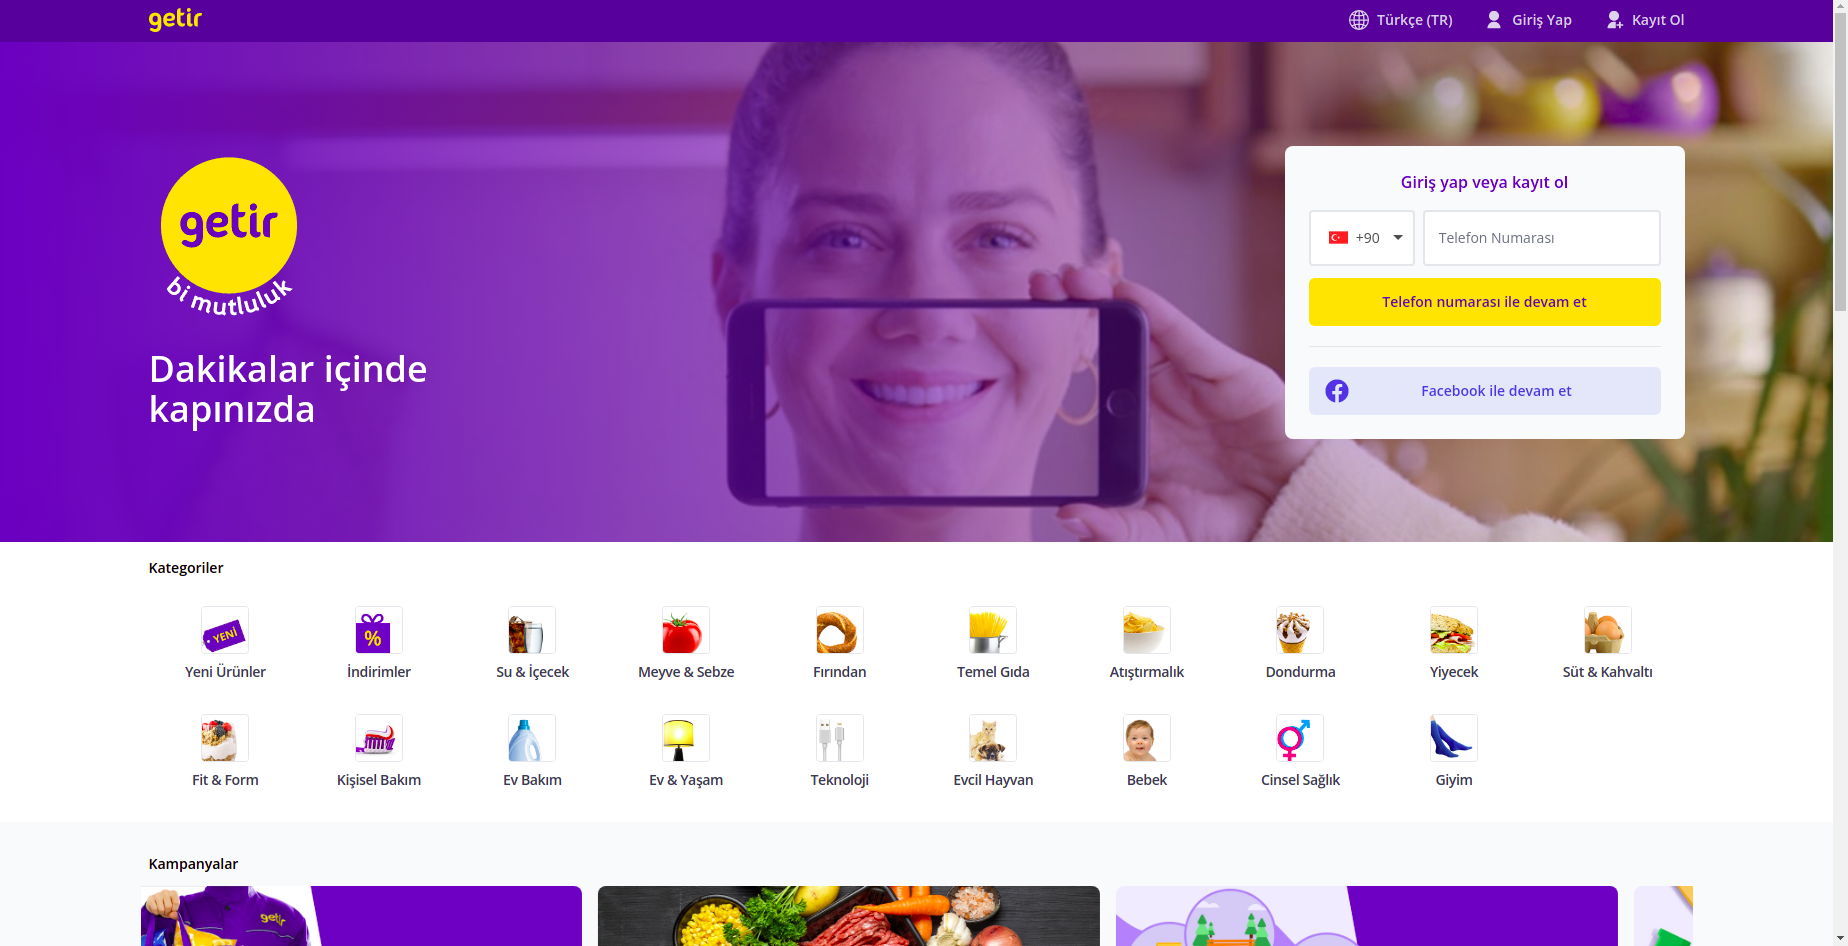 getir
Türkçe (TR)
Giriş Yap
Kayıt Ol
getir
bi mutluluk
Dakikalar içinde
kapınızda
Giriş yap veya kayıt ol
+90
Telefon Numarası
Telefon numarası ile devam et
Facebook ile devam et
Kategoriler
YENİ
%
Yeni Ürünler
İndirimler
Su & İçecek
Meyve & Sebze
Fırından
Temel Gıda
Atıştırmalık
Dondurma
Yiyecek
Süt & Kahvaltı
Fit & Form
Kişisel Bakım
Ev Bakım
Ev & Yaşam
Teknoloji
Evcil Hayvan
Bebek
Cinsel Sağlık
Giyim
Kampanyalar
getir